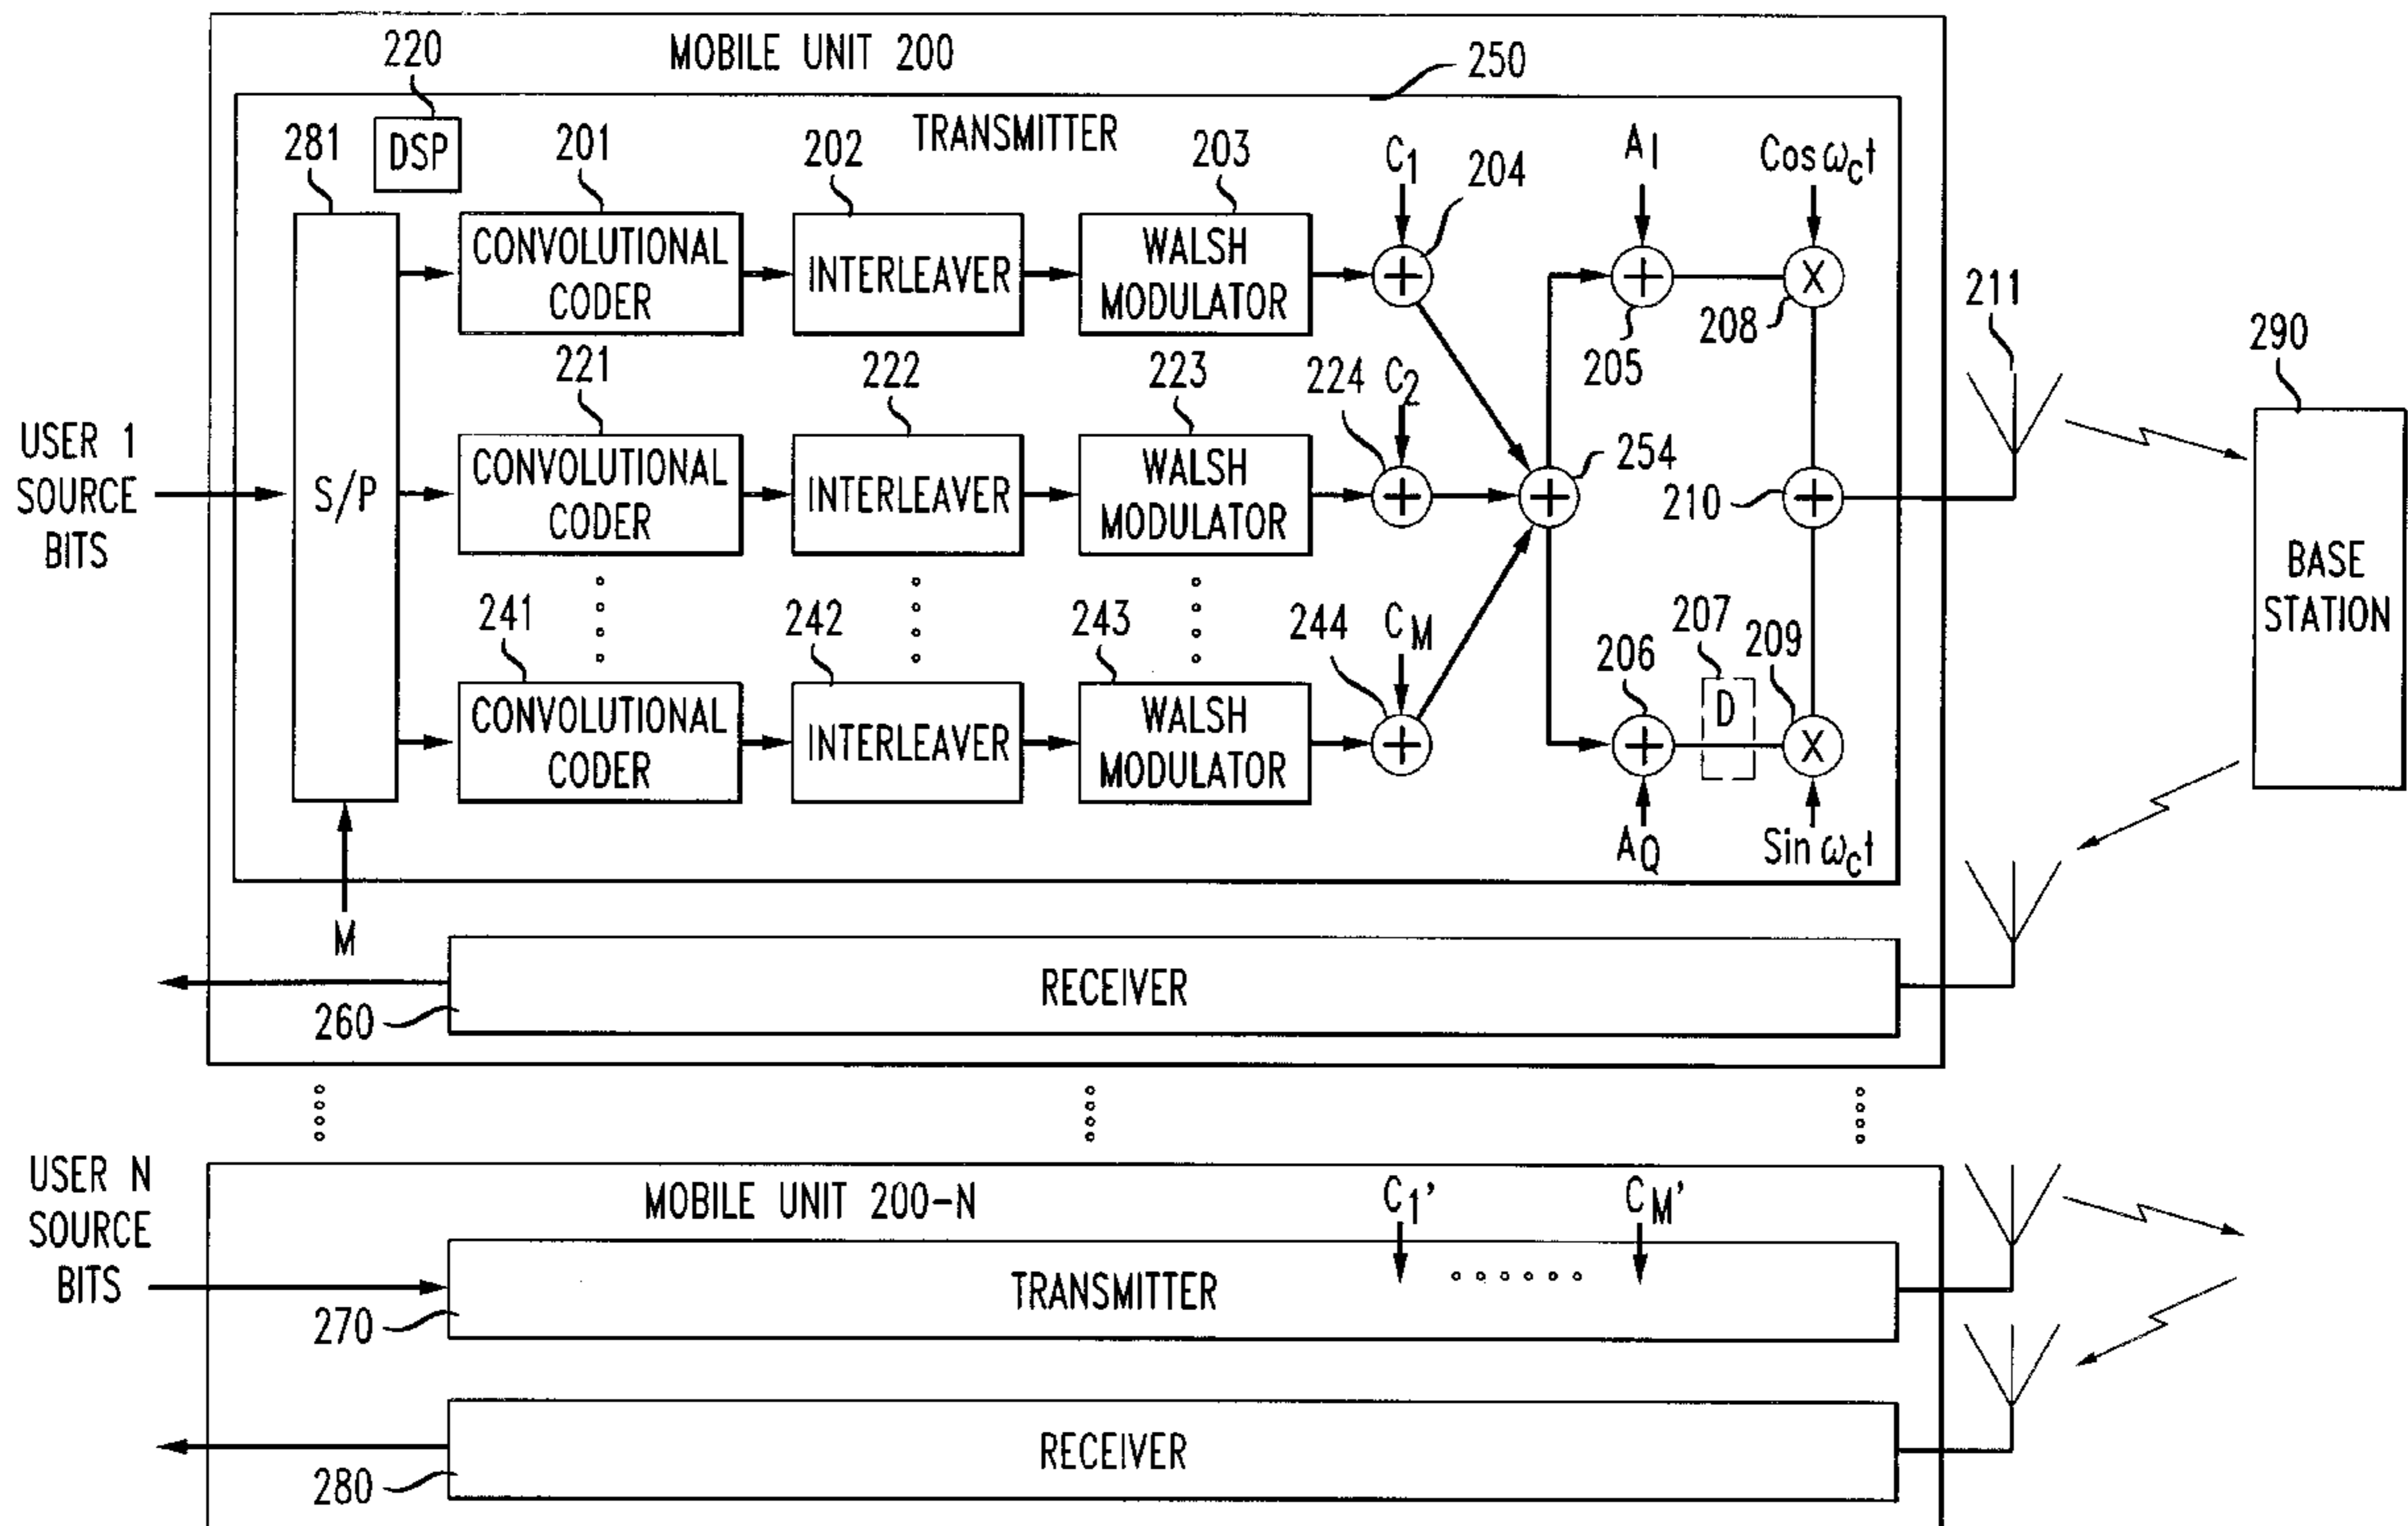 MOBILE UNIT 200
220
250
DSP
TRANSMITTER
281
201
202
203
C1
204
AI
Cos ωct
CONVOLUTIONAL
CODER
INTERLEAVER
WALSH
MODULATOR
205
208
211
290
221
222
223
224
C2
USER 1
SOURCE
BITS
S/P
CONVOLUTIONAL
CODER
INTERLEAVER
WALSH
MODULATOR
254
210
BASE
STATION
241
242
243
244
CM
206
207
209
D
CONVOLUTIONAL
CODER
INTERLEAVER
WALSH
MODULATOR
AQ
Sin ωct
M
RECEIVER
260
USER N
SOURCE
BITS
MOBILE UNIT 200-N
C1'
CM'
TRANSMITTER
270
RECEIVER
280